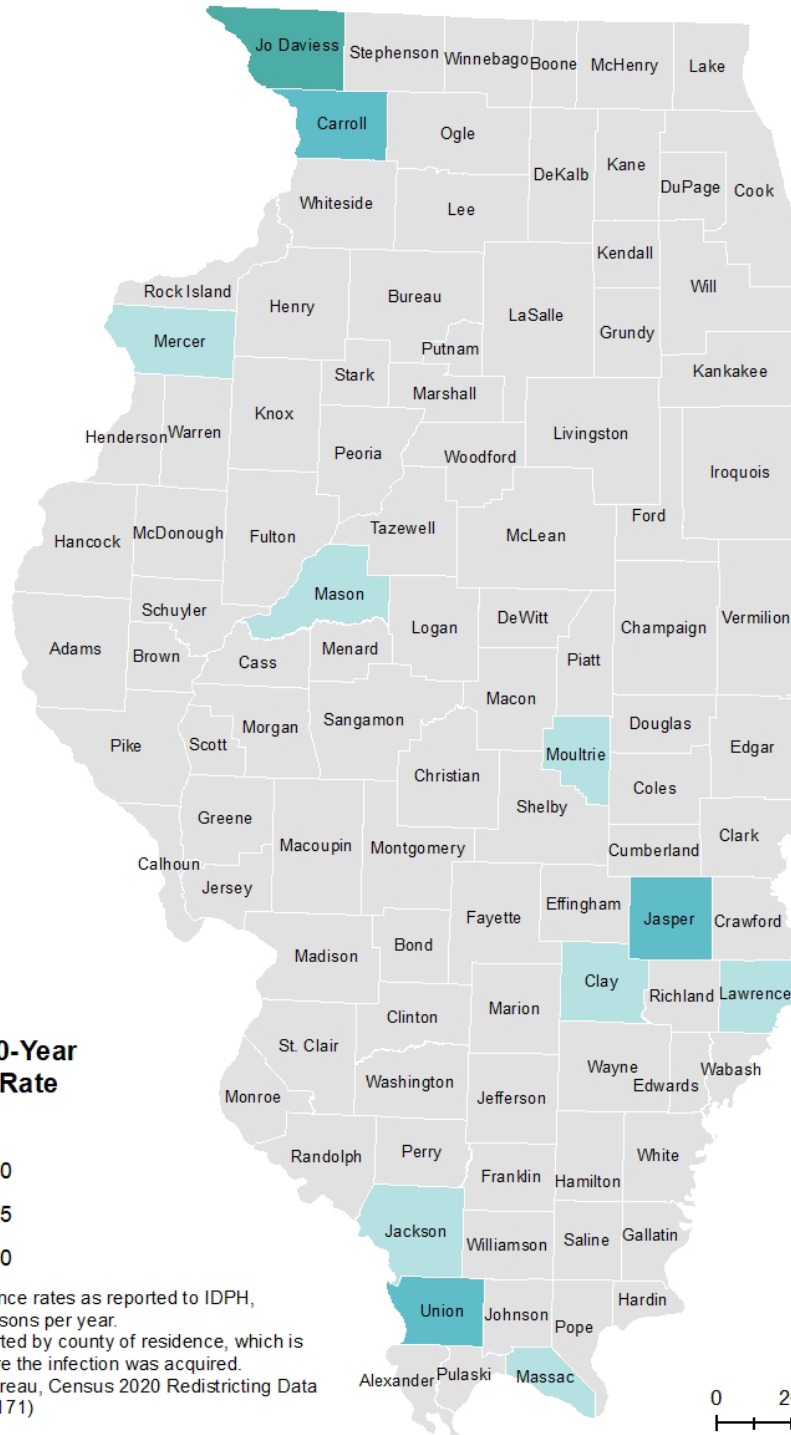 Jo Daviess
Stephenson
Winnebago
Boone
McHenry
Lake
Carroll
Ogle
DeKalb
Kane
DuPage
Cook
Whiteside
Lee
Kendall
Rock Island
Henry
Bureau
LaSalle
Will
Mercer
Putnam
Grundy
Stark
Marshall
Kankakee
Henderson
Warren
Knox
Peoria
Woodford
Livingston
Iroquois
Hancock
McDonough
Fulton
Tazewell
McLean
Ford
Mason
Schuyler
Adams
Brown
Cass
Menard
Logan
DeWitt
Piatt
Champaign
Vermilion
Pike
Scott
Morgan
Sangamon
Macon
Moultrie
Douglas
Edgar
Christian
Shelby
Coles
Greene
Macoupin
Montgomery
Cumberland
Clark
Calhoun
Jersey
Fayette
Effingham
Jasper
Crawford
Madison
Bond
Clay
Richland
Lawrence
Clinton
Marion
St. Clair
Washington
Wayne
Edwards
Wabash
Monroe
Jefferson
Randolph
Perry
Franklin
Hamilton
White
Jackson
Williamson
Saline
Gallatin
Union
Johnson
Pope
Hardin
Alexander
Pulaski
Massac
0-Year
Rate
0
5
0
nce rates as reported to IDPH,
sons per year.
ted by county of residence, which is
re the infection was acquired.
reau, Census 2020 Redistricting Data
171)
0 2